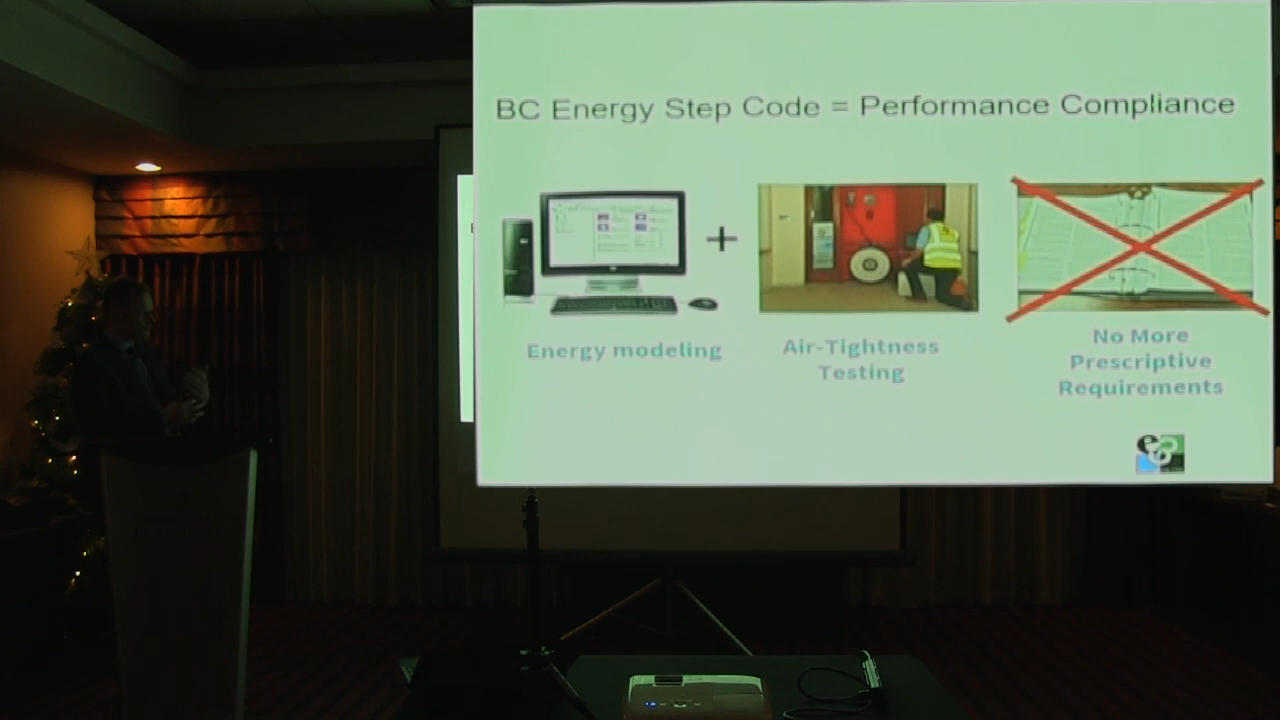 BC Energy Step Code = Performance Compliance
+
Energy modeling
Air-Tightness
Testing
No More
Prescriptive
Requirements